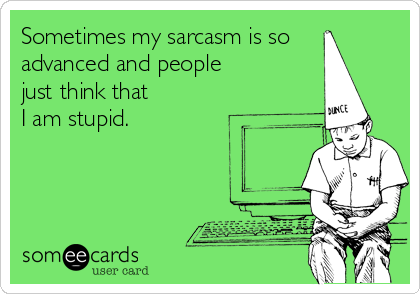 Sometimes my sarcasm is so
advanced and people
just think that
I am stupid.
DUNCE
someecards
user card